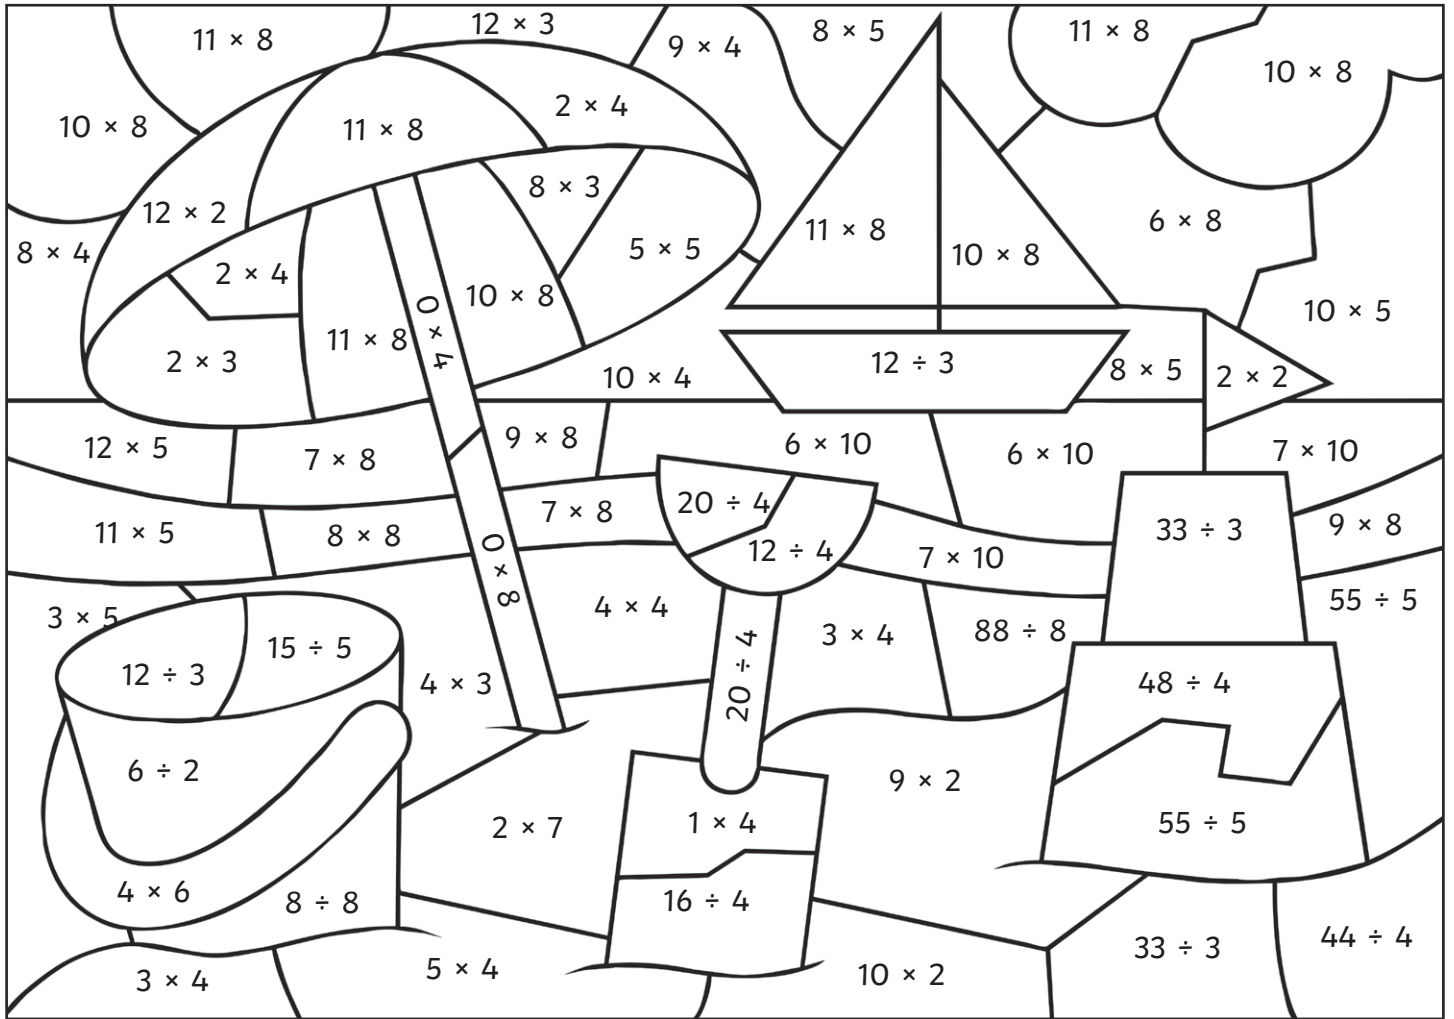 12 × 3
11 × 8
9 × 4
8 × 5
11 × 8
10 × 8
2 × 4
10 × 8
11 × 8
8 × 3
12 × 2
6 × 8
11 × 8
8 × 4
5 × 5
10 × 8
2 × 4
10 × 8
10 × 5
0 × 4
11 × 8
2 × 3
12 ÷ 3
8 × 5
2 × 2
10 × 4
12 × 5
7 × 8
9 × 8
6 × 10
6 × 10
7 × 10
20 ÷ 4
7 × 8
11 × 5
8 × 8
33 ÷ 3
9 × 8
12 ÷ 4
7 × 10
0 × 8
3 × 5
4 × 4
55 ÷ 5
3 × 4
88 ÷ 8
15 ÷ 5
12 ÷ 3
4 × 3
20 ÷ 4
48 ÷ 4
6 ÷ 2
9 × 2
2 × 7
1 × 4
55 ÷ 5
4 × 6
8 ÷ 8
16 ÷ 4
33 ÷ 3
44 ÷ 4
3 × 4
5 × 4
10 × 2